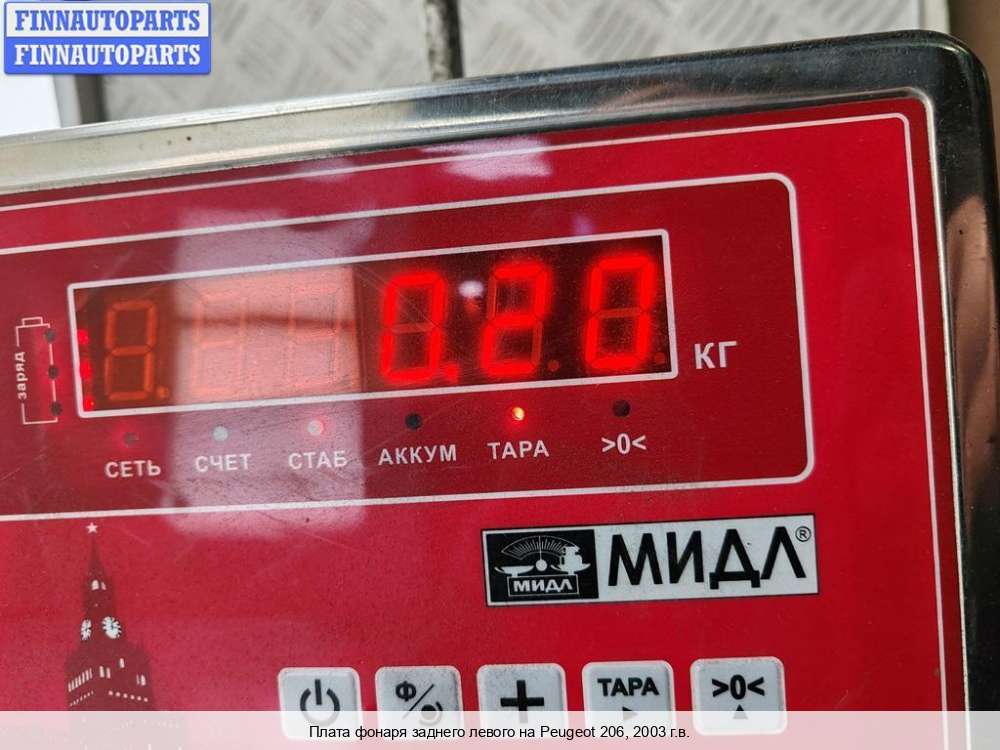 FINNAUTOPARTS
FINNAUTOPARTS
0.20
КГ
заряд
СЕТЬ СЧЕТ СТАБ АККУМ ТАРА >0<
МИДЛ МИДЛ®
Ф/ + ТАРА >0<
Плата фонаря заднего левого на Peugeot 206, 2003 г.в.